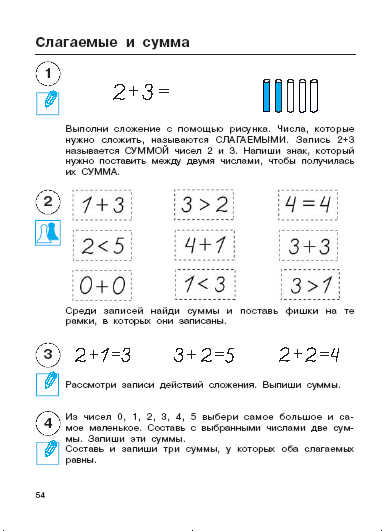 Слагаемые и сумма
1
2+3=
Выполни сложение с помощью рисунка. Числа, которые
нужно сложить, называются СЛАГАЕМЫМИ. Запись 2+3
называется СУММОЙ чисел 2 и 3. Напиши знак, который
нужно поставить между двумя числами, чтобы получилась
их СУММА.
2
1+3 3>2 4=4
2<5 4+1 3+3
0+0 1<3 3>1
Среди записей найди суммы и поставь фишки на те
рамки, в которых они записаны.
3
2+1=3 3+2=5 2+2=4
Рассмотри записи действий сложения. Выпиши суммы.
4
Из чисел 0, 1, 2, 3, 4, 5 выбери самое большое и са-
мое маленькое. Составь с выбранными числами две сум-
мы. Запиши эти суммы.
Составь и запиши три суммы, у которых оба слагаемых
равны.
54